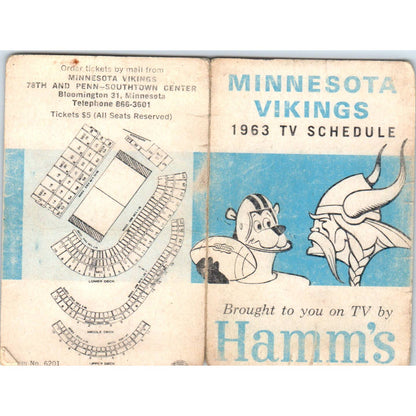 Order tickets by mail from
MINNESOTA VIKINGS
78TH AND PENN-SOUTHTOWN CENTER
Bloomington 31, Minnesota
Telephone 866-3601
Tickets $5 (All Seats Reserved)
LOWER DECK
MIDDLE DECK
UPPER DECK
No. 6201
MINNESOTA
VIKINGS
1963 TV SCHEDULE
Brought to you on TV by
Hamm's